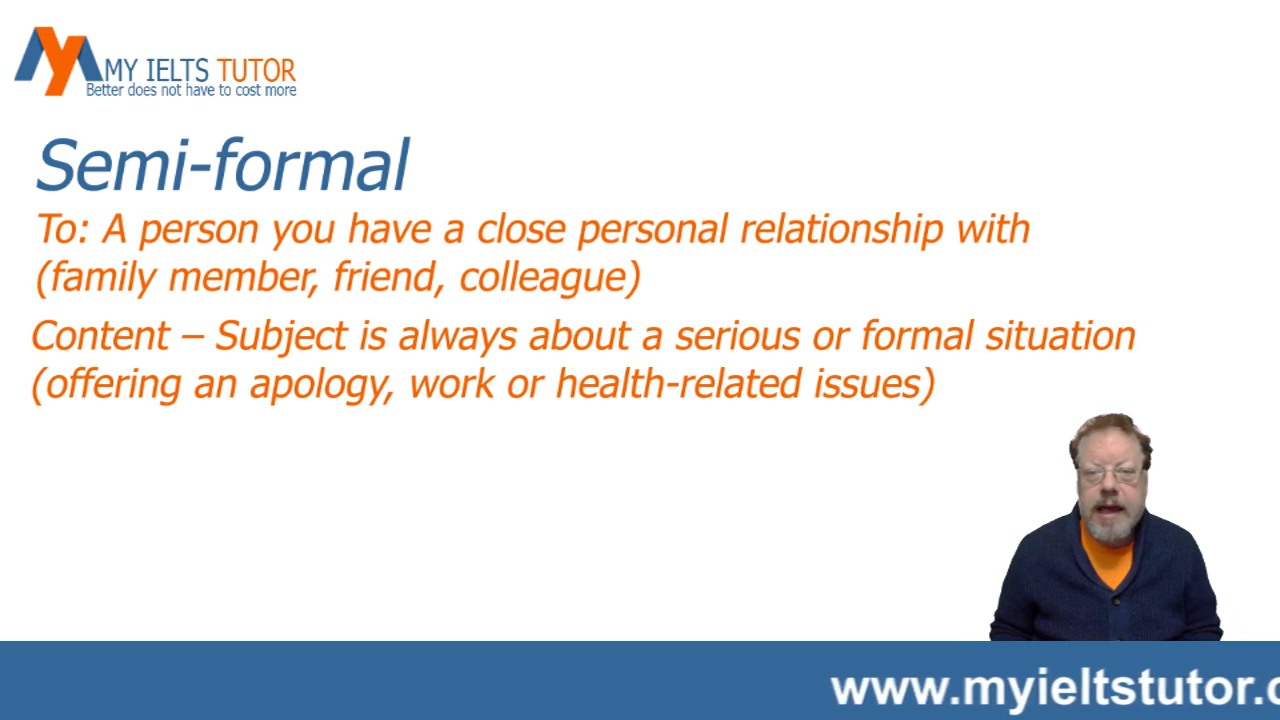 MY IELTS TUTOR
Better does not have to cost more
Semi-formal
To: A person you have a close personal relationship with
(family member, friend, colleague)
Content – Subject is always about a serious or formal situation
(offering an apology, work or health-related issues)
www.myieltstutor.c